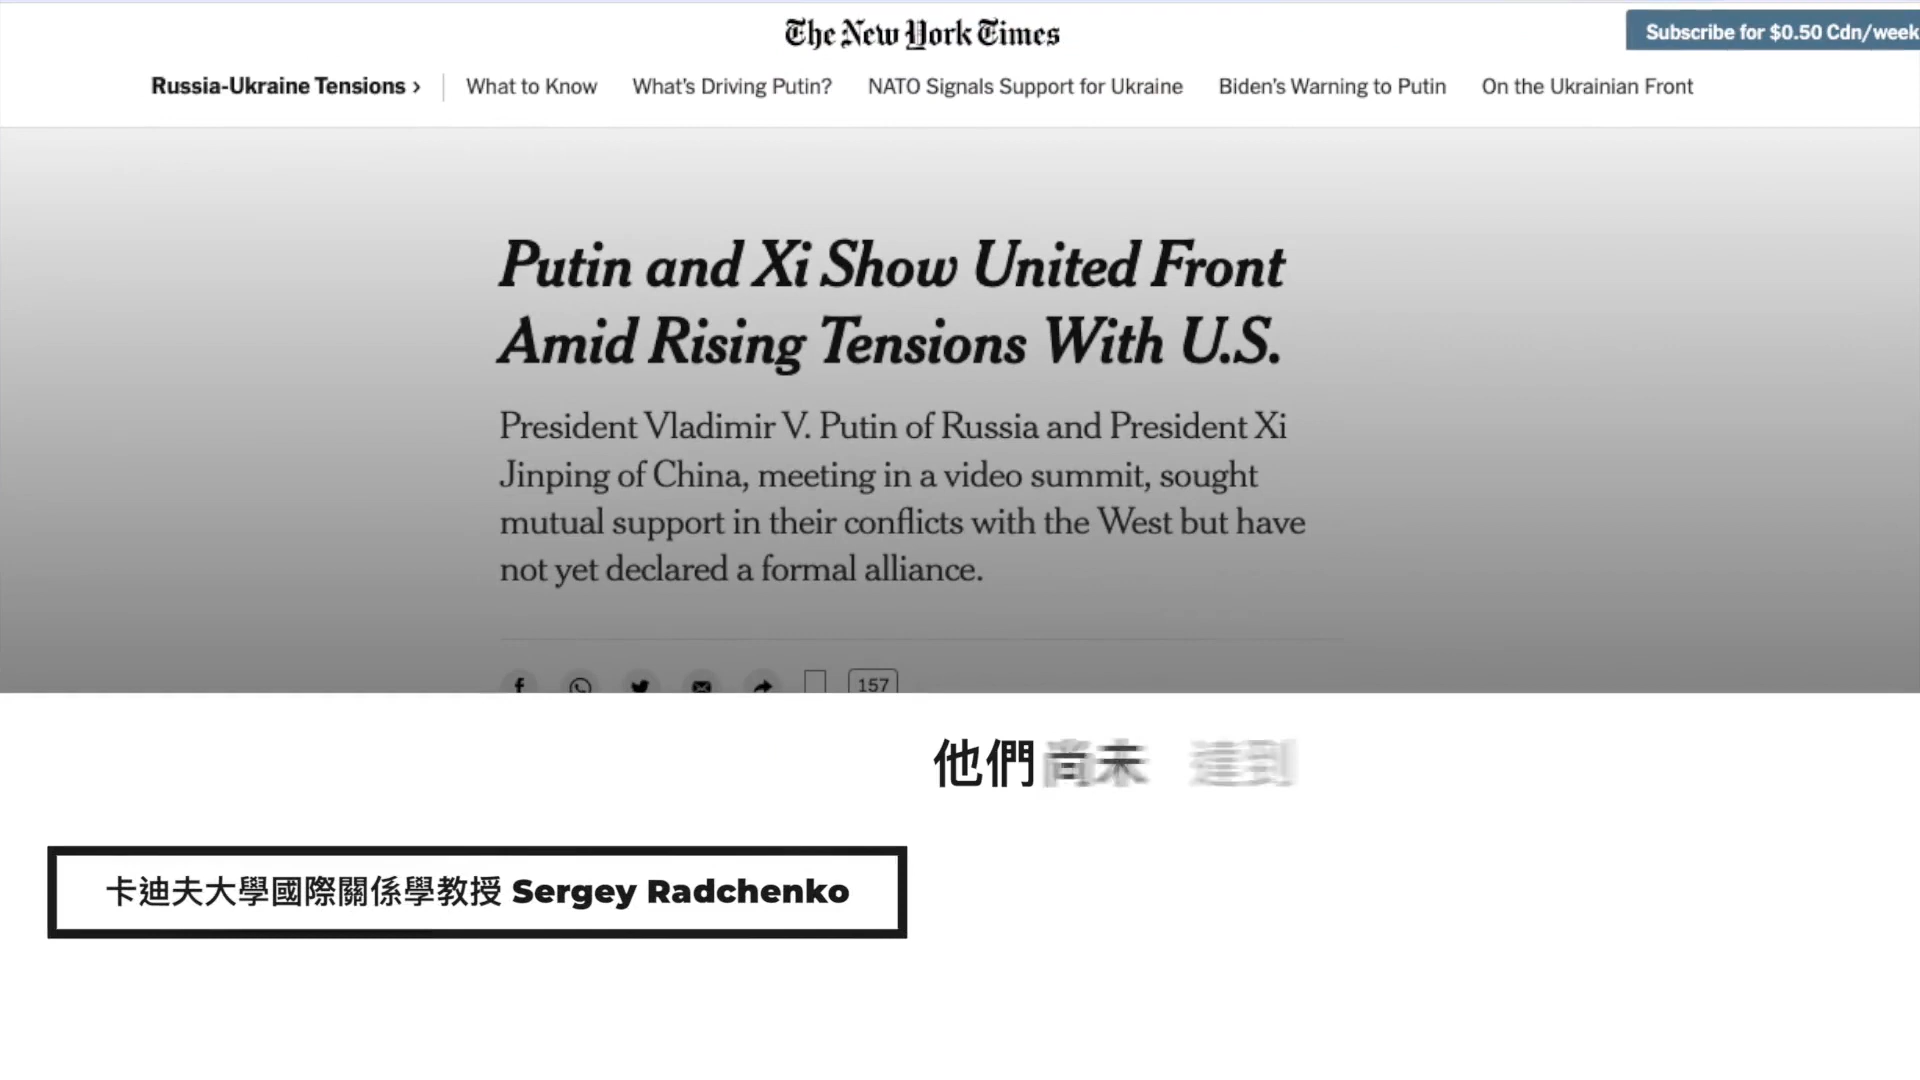 The New York Times
Subscribe for $0.50 Cdn/week
Russia-Ukraine Tensions ›
What to Know
What's Driving Putin?
NATO Signals Support for Ukraine
Biden's Warning to Putin
On the Ukrainian Front
Putin and Xi Show United Front
Amid Rising Tensions With U.S.
President Vladimir V. Putin of Russia and President Xi
Jinping of China, meeting in a video summit, sought
mutual support in their conflicts with the West but have
not yet declared a formal alliance.
157
他們尚未 達到
卡迪夫大學國際關係學教授 Sergey Radchenko